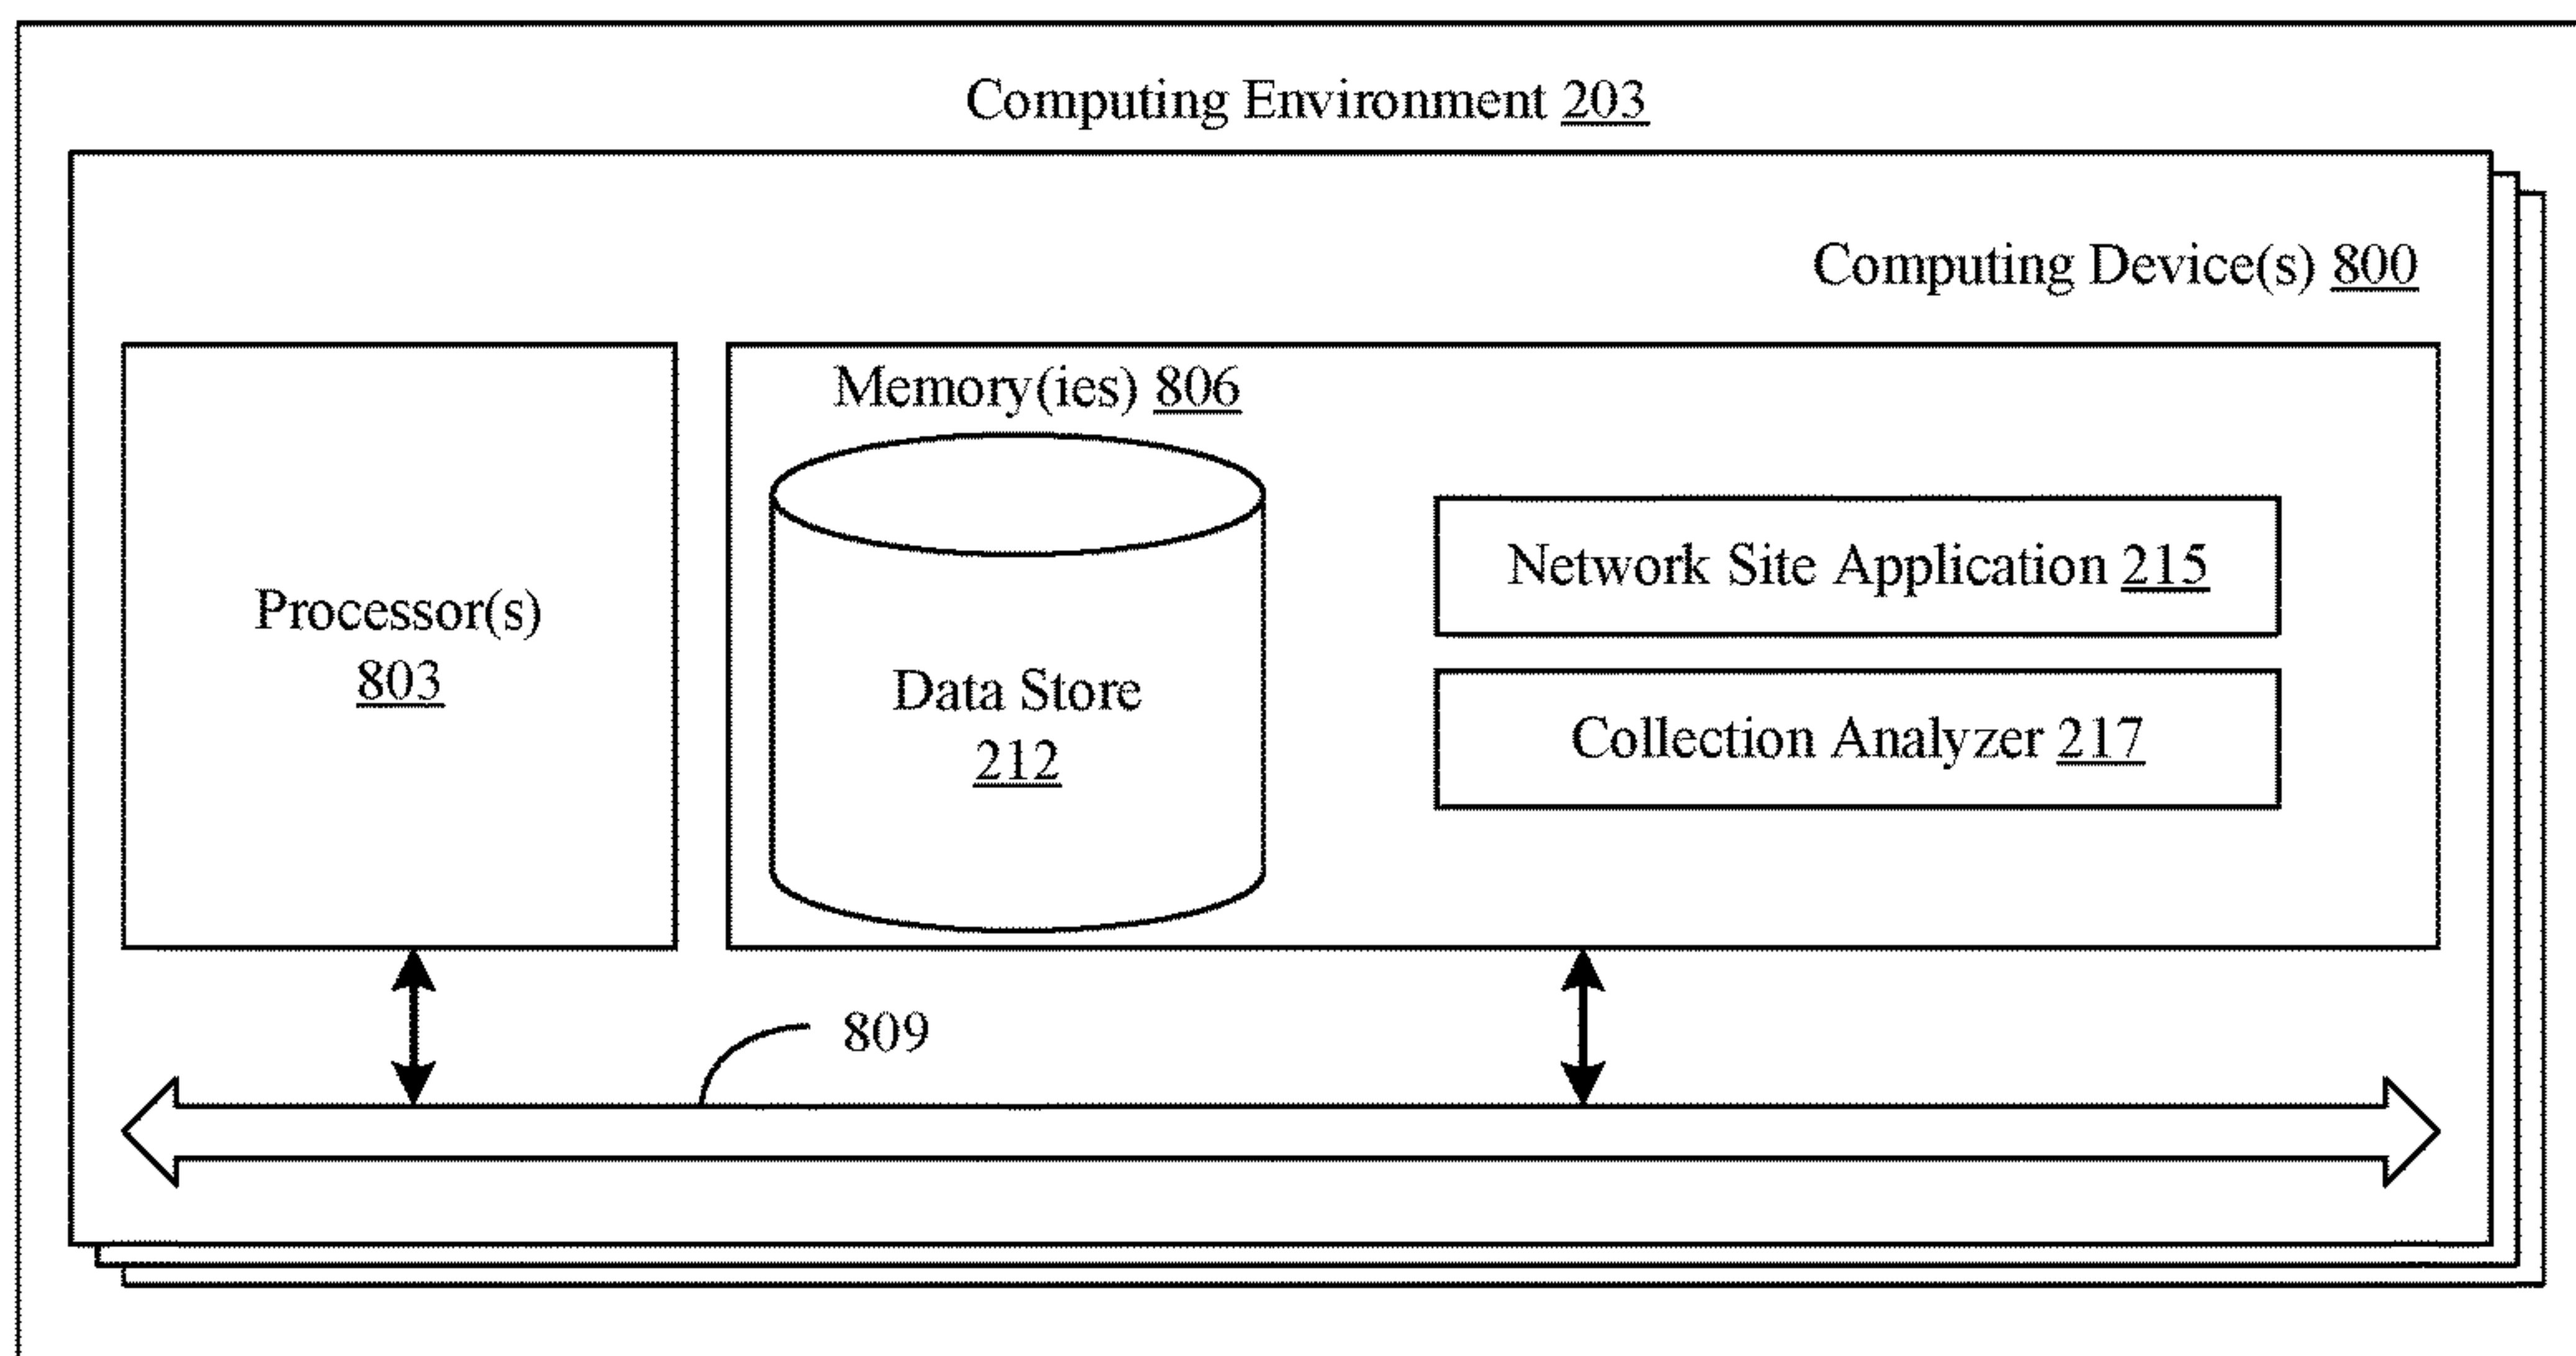 Computing Environment 203
Computing Device(s) 800
Memory(ies) 806
Processor(s)
803
Data Store
212
Network Site Application 215
Collection Analyzer 217
809